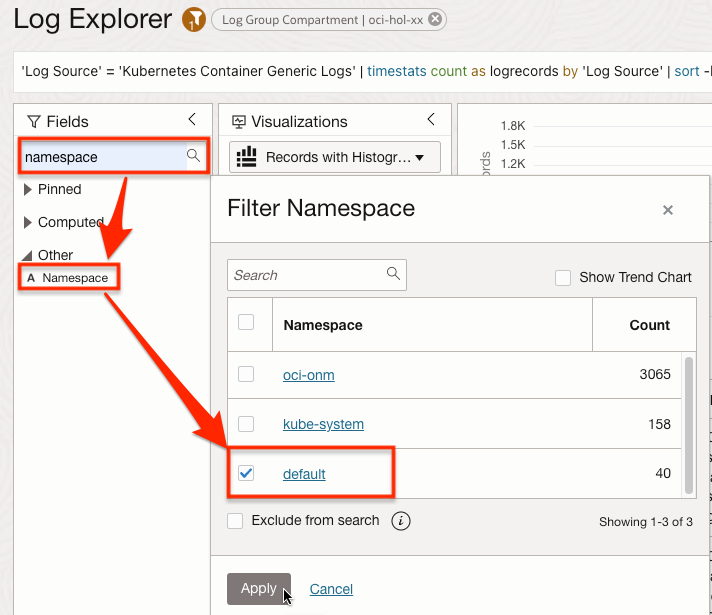 Log Explorer
1
Log Group Compartment | oci-hol-xx
'Log Source' = 'Kubernetes Container Generic Logs' | timestats count as logrecords by 'Log Source' | sort -
Fields
Visualizations
namespace
Records with Histogr...
Pinned
Computed
Other
A Namespace
1.8K
1.5K
1.2K
Filter Namespace
Search
Show Trend Chart
Namespace Count
oci-onm 3065
kube-system 158
default 40
Exclude from search
Showing 1-3 of 3
Apply Cancel